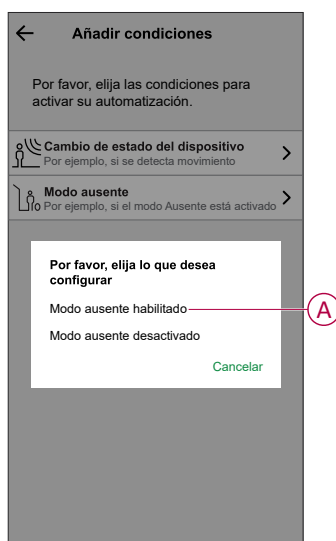 Añadir condiciones
Por favor, elija las condiciones para
activar su automatización.
Cambio de estado del dispositivo
Por ejemplo, si se detecta movimiento
Modo ausente
Por ejemplo, si el modo Ausente está activado
Por favor, elija lo que desea
configurar
Modo ausente habilitado
A
Modo ausente desactivado
Cancelar